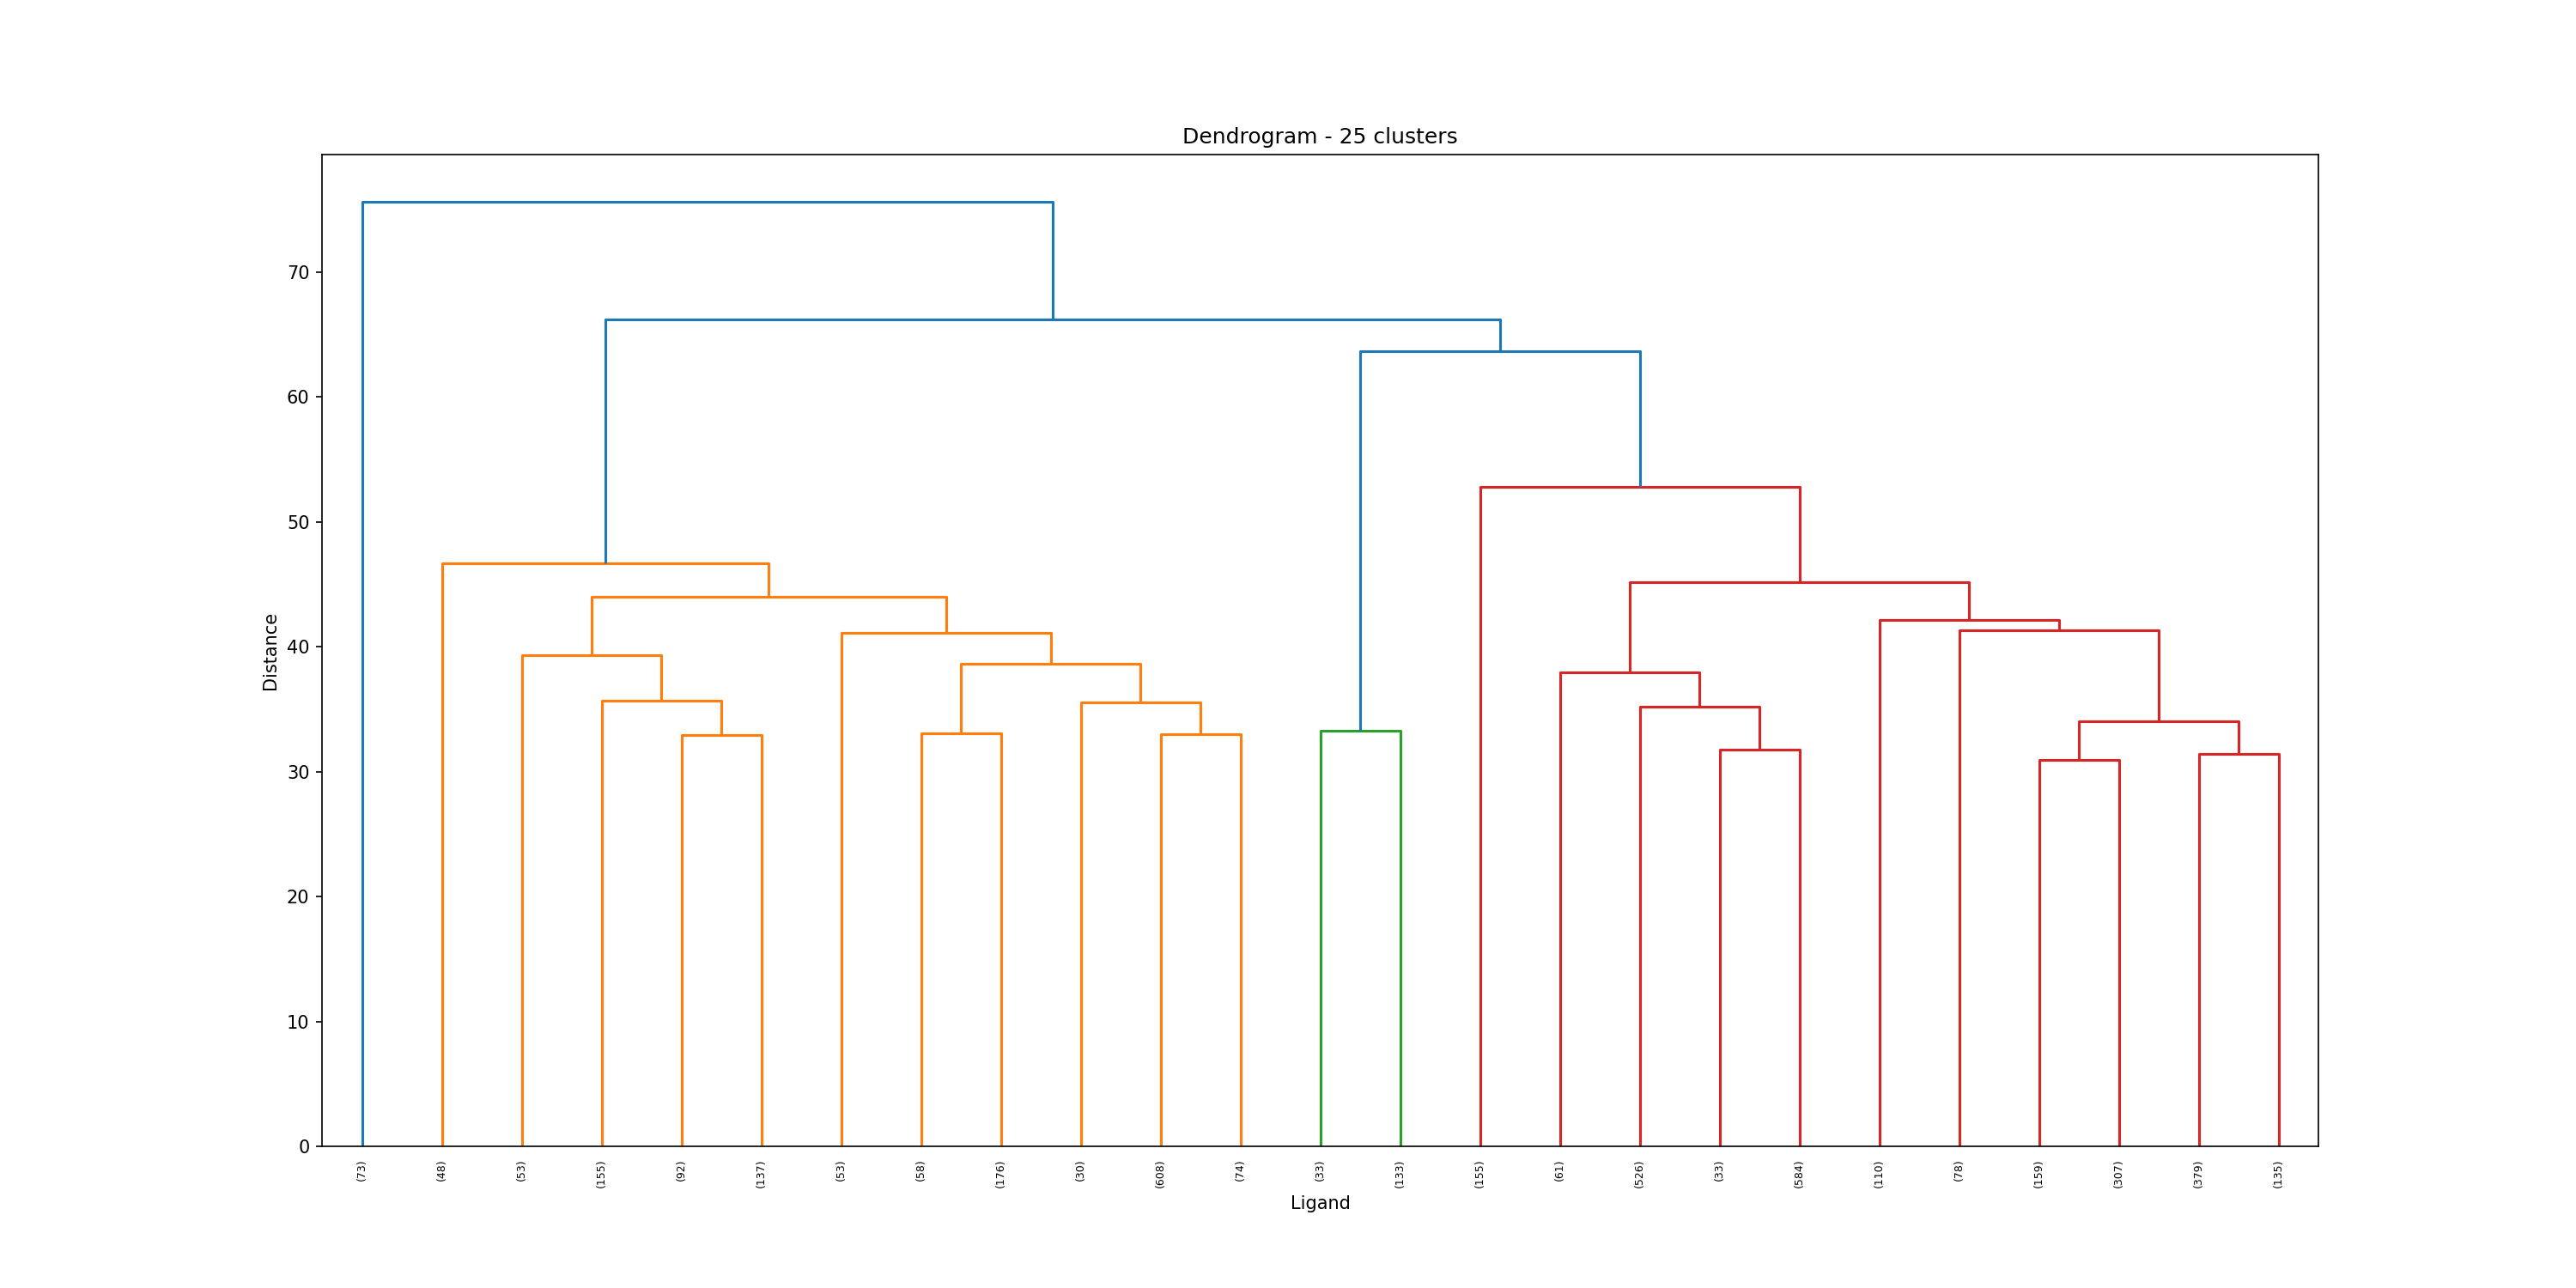 Dendrogram - 25 clusters
70
60
50
40
30
20
10
0
Distance
(73) (48) (53) (155) (92) (137) (53) (58) (176) (30) (608) (74) (33) (133) (155) (61) (526) (33) (584) (110) (78) (159) (307) (379) (135)
Ligand